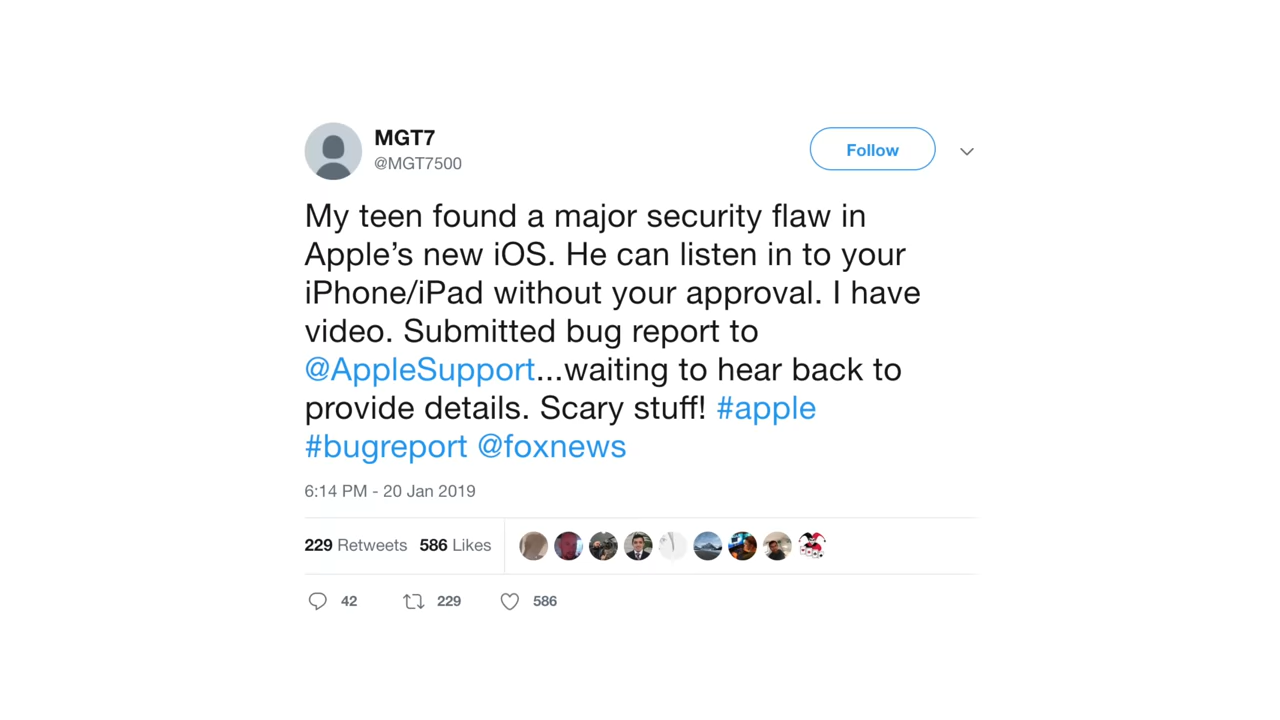 MGT7
@MGT7500
Follow
My teen found a major security flaw in
Apple’s new iOS. He can listen in to your
iPhone/iPad without your approval. I have
video. Submitted bug report to
@AppleSupport...waiting to hear back to
provide details. Scary stuff! #apple
#bugreport @foxnews
6:14 PM - 20 Jan 2019
229 Retweets 586 Likes
42 229 586